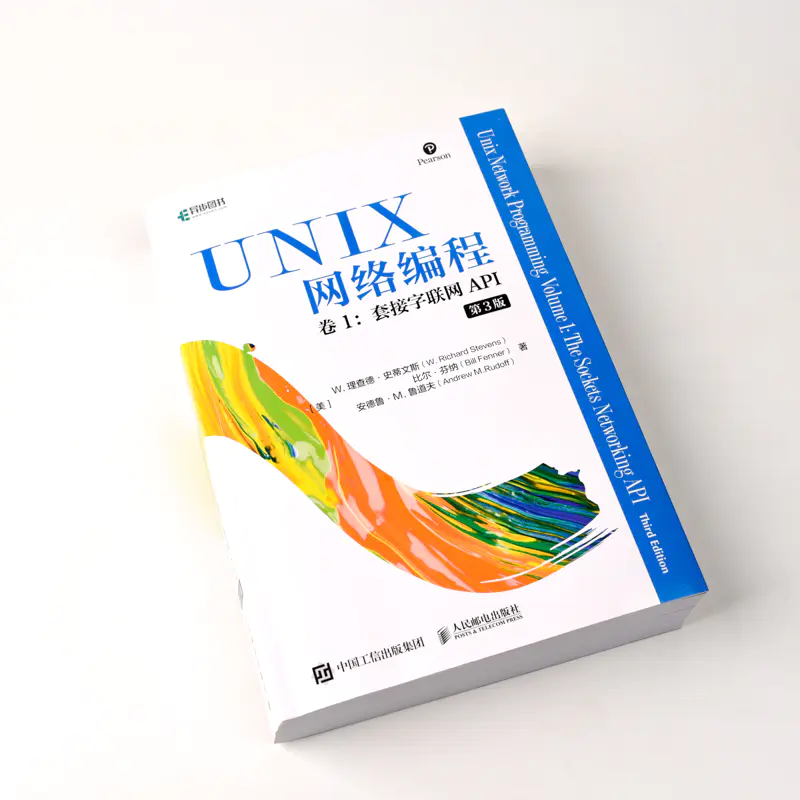 Pearson
异步图书
www.epubit.com
UNIX
网络编程
卷 1：套接字联网 API
第 3 版
W. 理查德·史蒂文斯（W. Richard Stevens）
[美] 比尔·芬纳（Bill Fenner） 著
安德鲁·M. 鲁道夫（Andrew M.Rudoff）
Unix Network Programming Volume 1: The Sockets Networking API Third Edition
中国工信出版集团
人民邮电出版社
POSTS & TELECOM PRESS